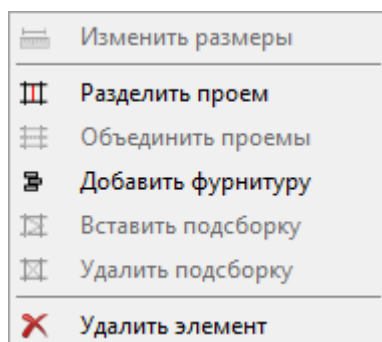 Изменить размеры
Разделить проем
Объединить проемы
Добавить фурнитуру
Вставить подсборку
Удалить подсборку
Удалить элемент